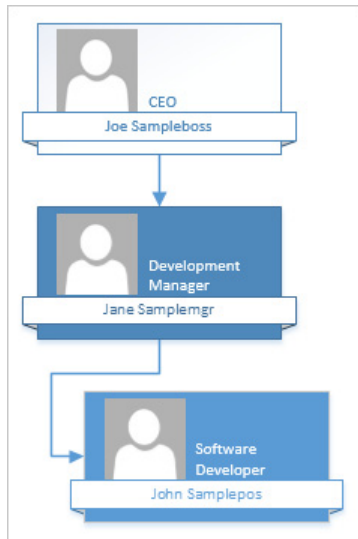 CEO
Joe Sampleboss
Development
Manager
Jane Samplemgr
Software
Developer
John Samplepos